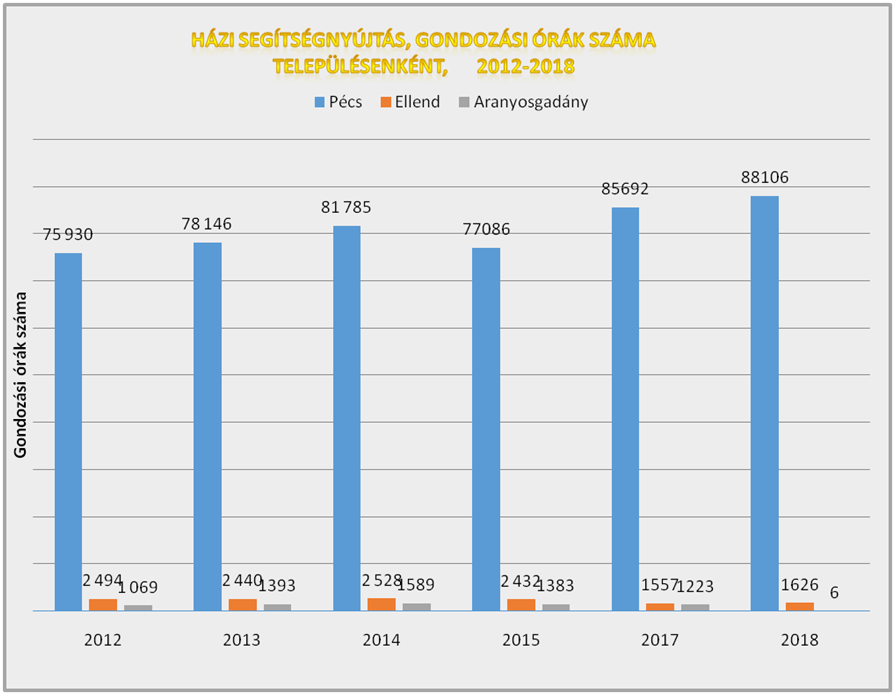 HÁZI SEGÍTSÉGNYÚJTÁS, GONDOZÁSI ÓRÁK SZÁMA
TELEPÜLÉSENKÉNT, 2012-2018
Pécs Ellend Aranyosgadány
Gondozási órák száma
75 930 78 146 81 785 77086 85692 88106
2 494 2 440 2 528 2 432 1557 1626
1 069 1393 1589 1383 1223 6
2012 2013 2014 2015 2017 2018